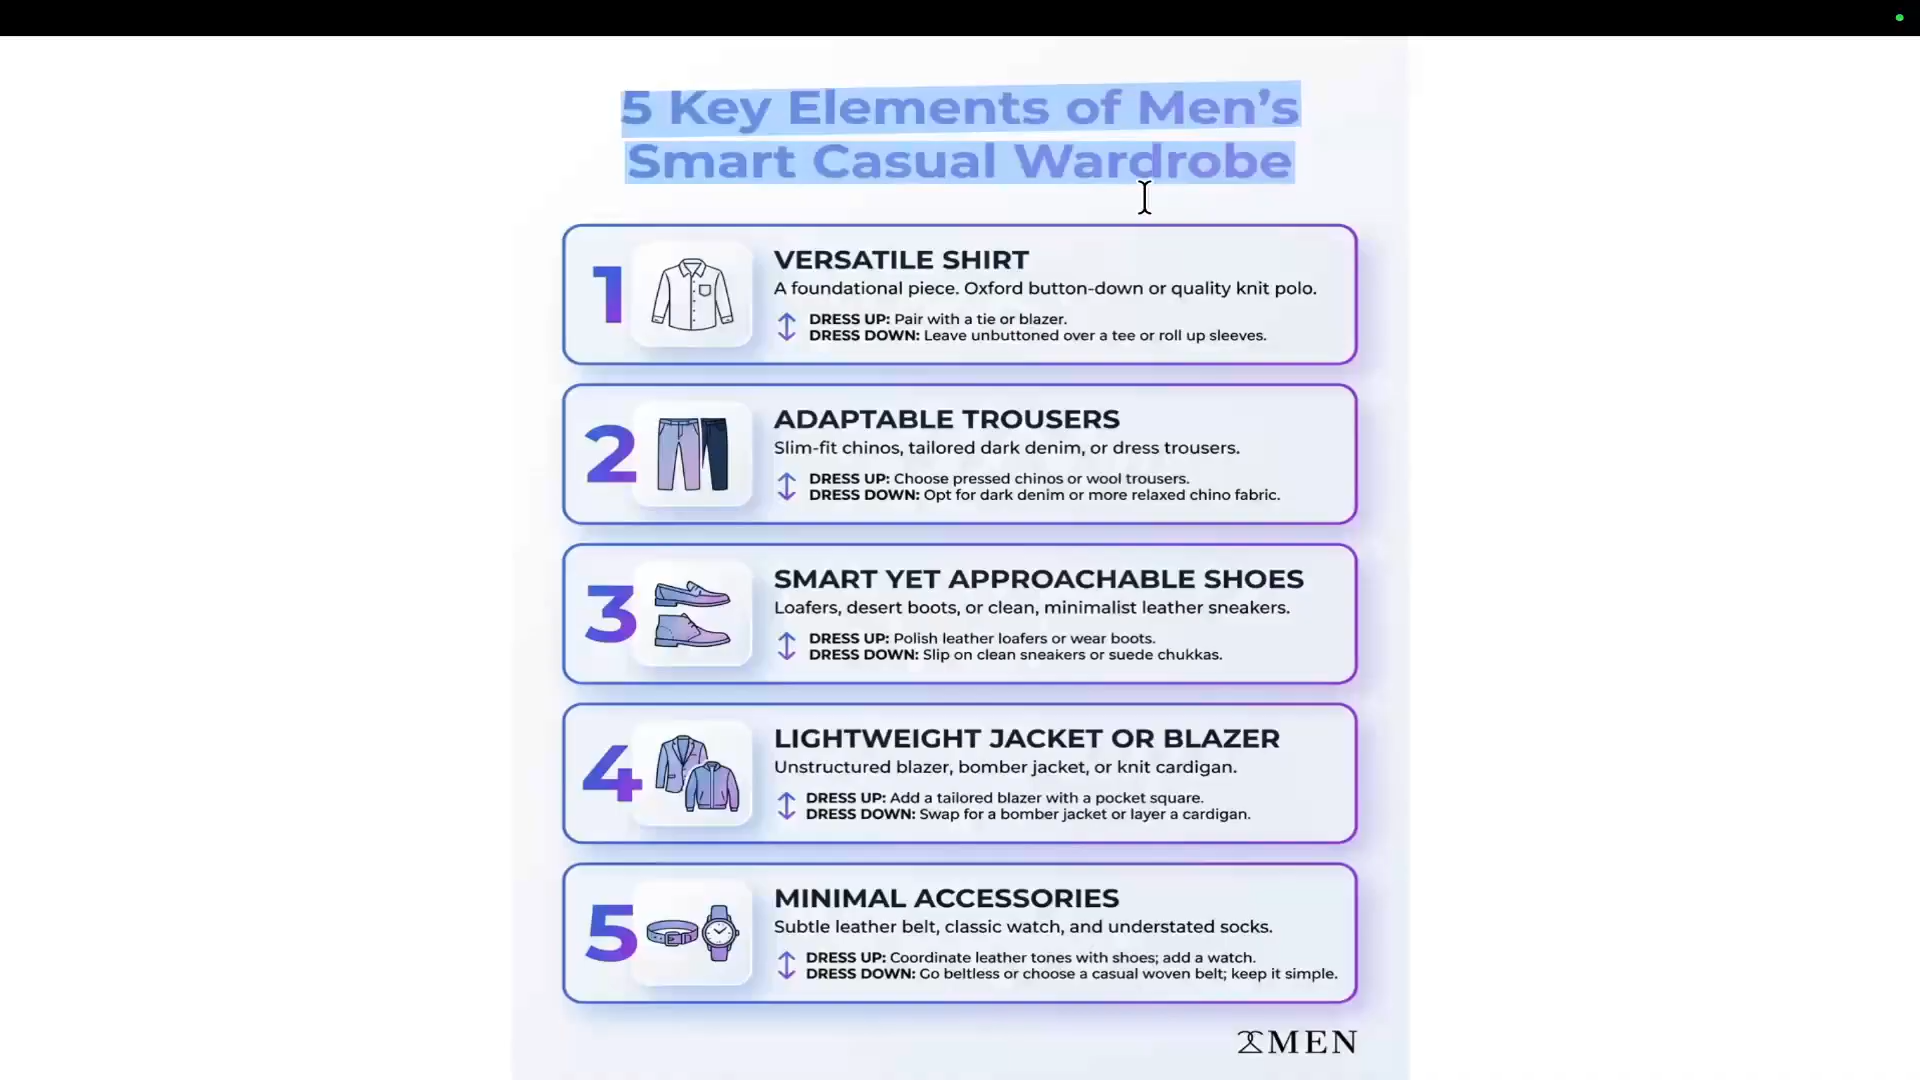 5 Key Elements of Men’s
Smart Casual Wardrobe
1
VERSATILE SHIRT
A foundational piece. Oxford button-down or quality knit polo.
DRESS UP: Pair with a tie or blazer.
DRESS DOWN: Leave unbuttoned over a tee or roll up sleeves.
2
ADAPTABLE TROUSERS
Slim-fit chinos, tailored dark denim, or dress trousers.
DRESS UP: Choose pressed chinos or wool trousers.
DRESS DOWN: Opt for dark denim or more relaxed chino fabric.
3
SMART YET APPROACHABLE SHOES
Loafers, desert boots, or clean, minimalist leather sneakers.
DRESS UP: Polish leather loafers or wear boots.
DRESS DOWN: Slip on clean sneakers or suede chukkas.
4
LIGHTWEIGHT JACKET OR BLAZER
Unstructured blazer, bomber jacket, or knit cardigan.
DRESS UP: Add a tailored blazer with a pocket square.
DRESS DOWN: Swap for a bomber jacket or layer a cardigan.
5
MINIMAL ACCESSORIES
Subtle leather belt, classic watch, and understated socks.
DRESS UP: Coordinate leather tones with shoes; add a watch.
DRESS DOWN: Go beltless or choose a casual woven belt; keep it simple.
MEN